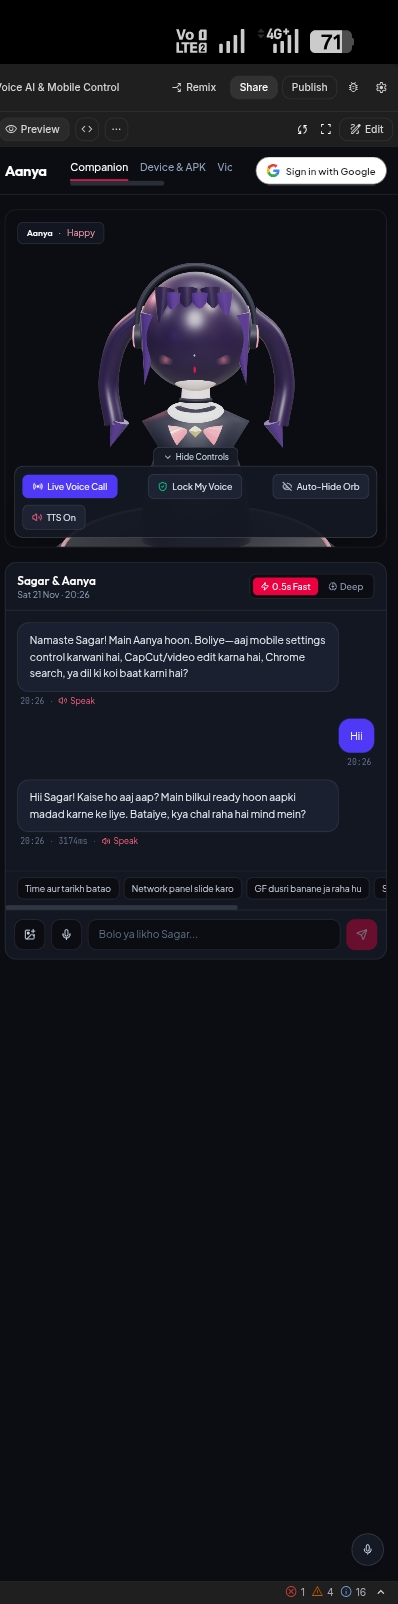 Vo 1
LTE2
4G+
71
Voice AI & Mobile Control
Remix
Share
Publish
Preview
Edit
Aanya
Companion
Device & APK
Sign in with Google
Aanya · Happy
Hide Controls
Live Voice Call
Lock My Voice
Auto-Hide Orb
TTS On
Sagar & Aanya
Sat 21 Nov · 20:26
0.5s Fast
Deep
Namaste Sagar! Main Aanya hoon. Boliye—aaj mobile settings
control karwani hai, CapCut/video edit karna hai, Chrome
search, ya dil ki koi baat karni hai?
20:26 · Speak
Hii
20:26
Hii Sagar! Kaise ho aaj aap? Main bilkul ready hoon aapki
madad karne ke liye. Bataiye, kya chal raha hai mind mein?
20:26 · 3174ms · Speak
Time aur tarikh batao
Network panel slide karo
GF dusri banane ja raha hu
Bolo ya likho Sagar...
1
4
16